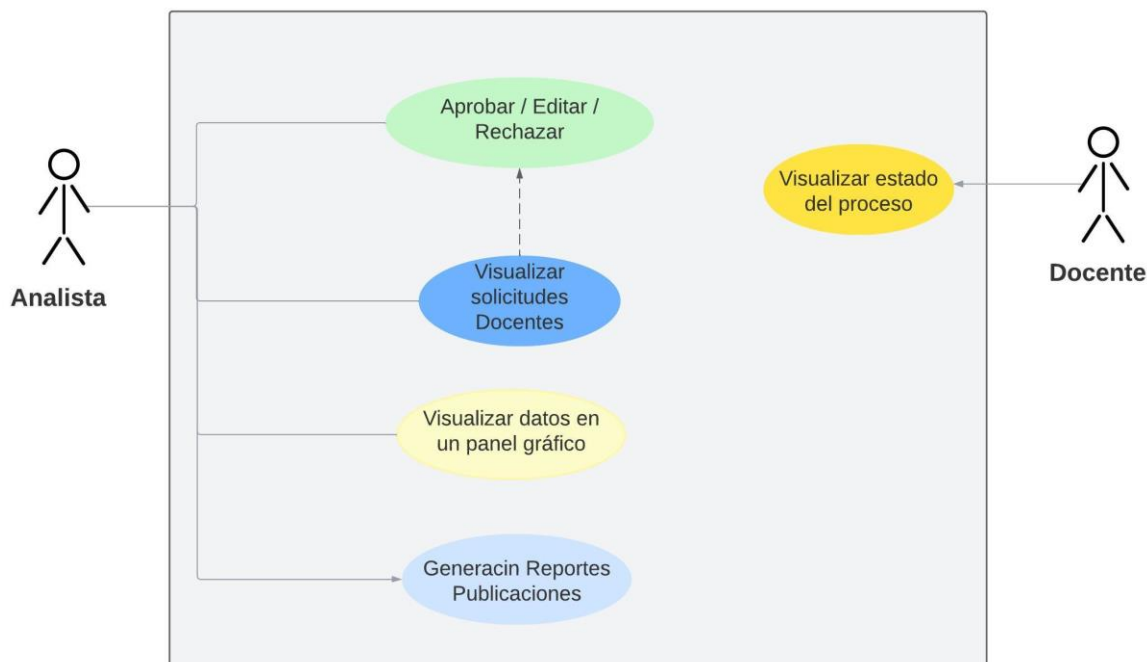 Aprobar / Editar /
Rechazar
Visualizar estado
del proceso
Analista
Visualizar
solicitudes
Docentes
Docente
Visualizar datos en
un panel gráfico
Generacin Reportes
Publicaciones